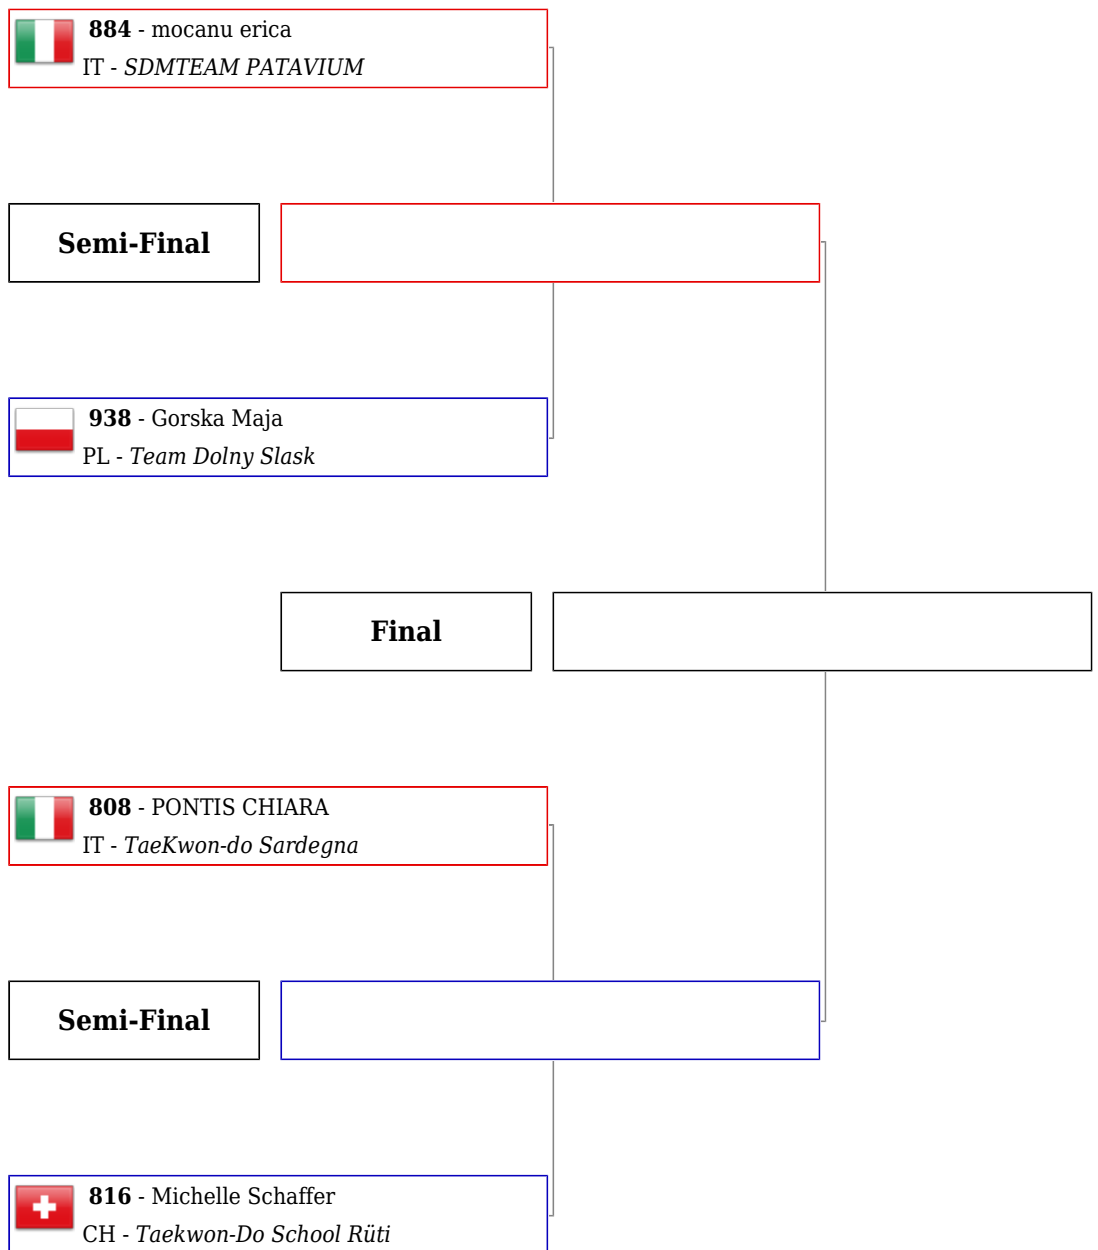 884 - mocanu erica
IT - SDMTEAM PATAVIUM
Semi-Final
938 - Gorska Maja
PL - Team Dolny Slask
Final
808 - PONTIS CHIARA
IT - TaeKwon-do Sardegna
Semi-Final
816 - Michelle Schaffer
CH - Taekwon-Do School Rüti